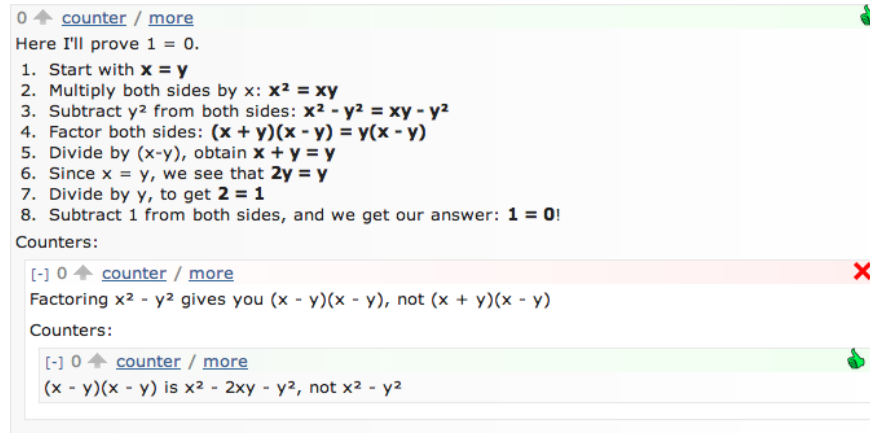 0 counter / more
Here I'll prove 1 = 0.
1. Start with x = y
2. Multiply both sides by x: x² = xy
3. Subtract y² from both sides: x² - y² = xy - y²
4. Factor both sides: (x + y)(x - y) = y(x - y)
5. Divide by (x-y), obtain x + y = y
6. Since x = y, we see that 2y = y
7. Divide by y, to get 2 = 1
8. Subtract 1 from both sides, and we get our answer: 1 = 0!
Counters:
[-] 0 counter / more
Factoring x² - y² gives you (x - y)(x - y), not (x + y)(x - y)
Counters:
[-] 0 counter / more
(x - y)(x - y) is x² - 2xy - y², not x² - y²